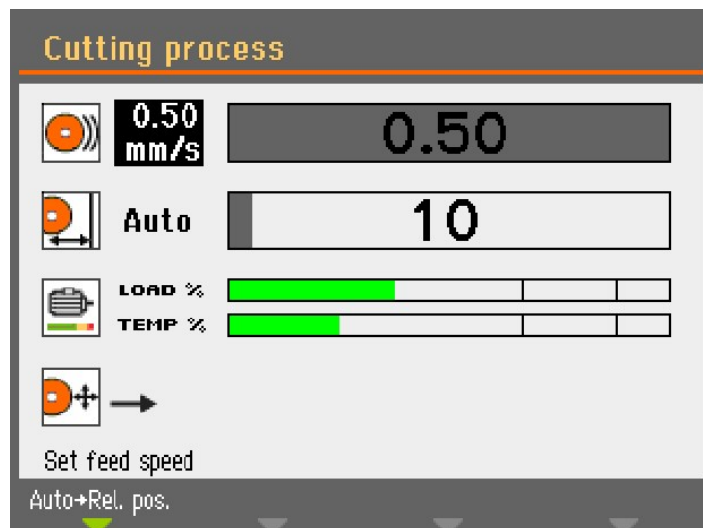 Cutting process
0.50
mm/s
0.50
Auto
10
LOAD %
TEMP %
Set feed speed
Auto→Rel. pos.